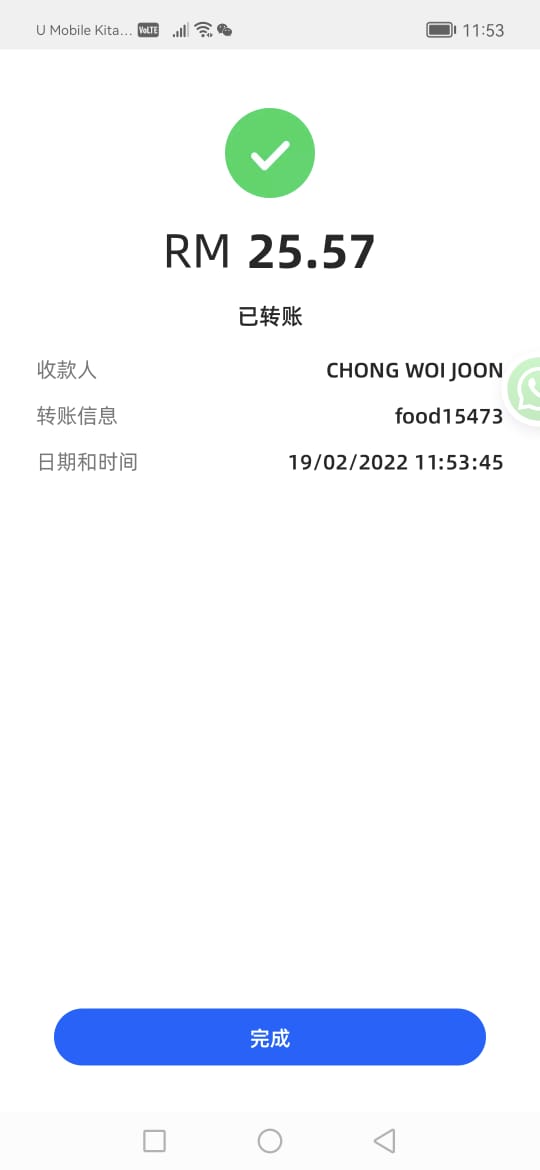 U Mobile Kita... VoLTE 11:53
RM 25.57
已转账
收款人 CHONG WOI JOON
转账信息 food15473
日期和时间 19/02/2022 11:53:45
完成